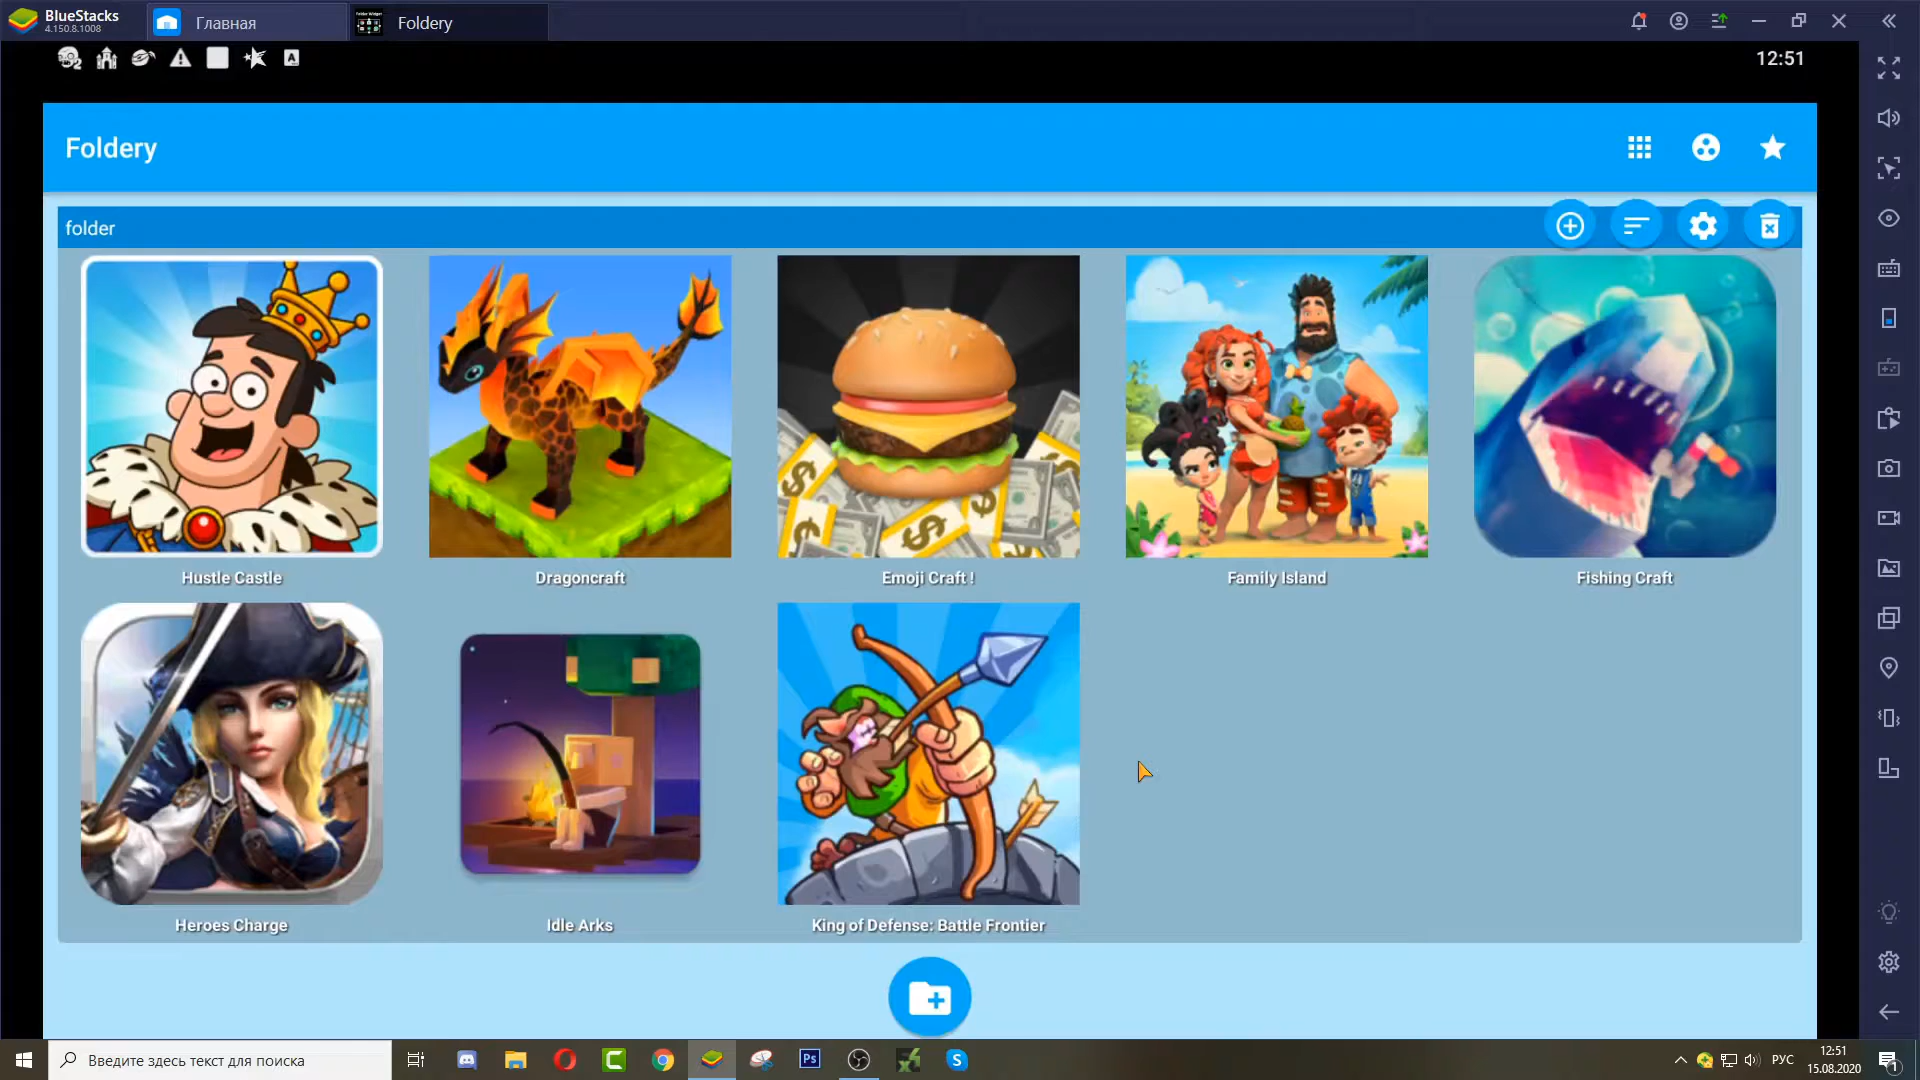 BlueStacks
4.150.8.1008
Главная
Foldery
12:51
Foldery
folder
Hustle Castle
Dragoncraft
Emoji Craft !
Family Island
Fishing Craft
Heroes Charge
Idle Arks
King of Defense: Battle Frontier
Введите здесь текст для поиска
Ps
РУС
12:51
15.08.2020
1